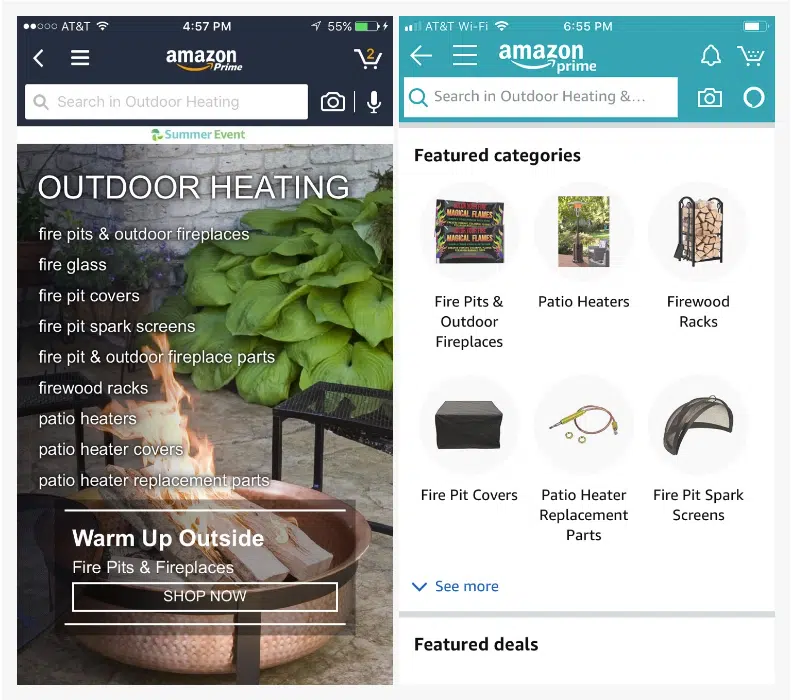 AT&T
4:57 PM
55%
amazon
Prime
2
Search in Outdoor Heating
Summer Event
OUTDOOR HEATING
fire pits & outdoor fireplaces
fire glass
fire pit covers
fire pit spark screens
fire pit & outdoor fireplace parts
firewood racks
patio heaters
patio heater covers
patio heater replacement parts
Warm Up Outside
Fire Pits & Fireplaces
SHOP NOW
AT&T Wi-Fi
6:55 PM
amazon
prime
Search in Outdoor Heating &...
Featured categories
MAGICAL FLAMES
MAGICAL FLAMES
Fire Pits &
Outdoor
Fireplaces
Patio Heaters
Firewood
Racks
Fire Pit Covers
Patio Heater
Replacement
Parts
Fire Pit Spark
Screens
See more
Featured deals